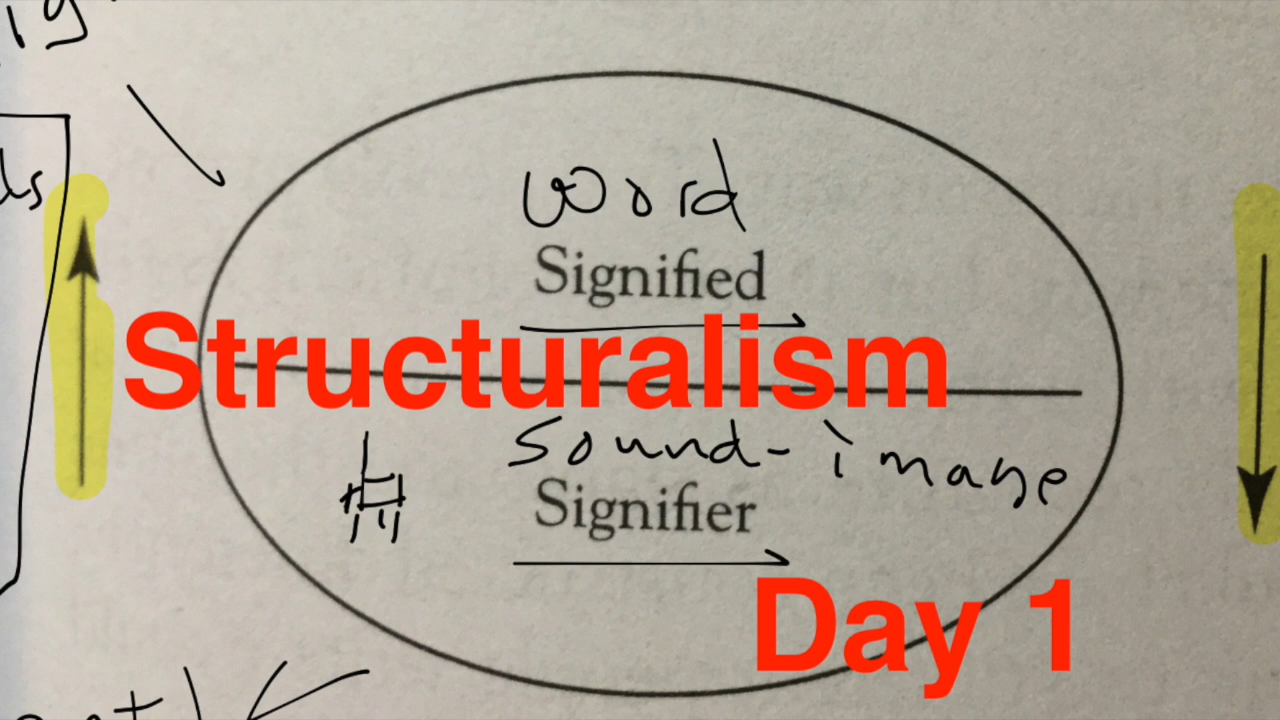 word
Signified
Structuralism
sound-image
Signifier
Day 1